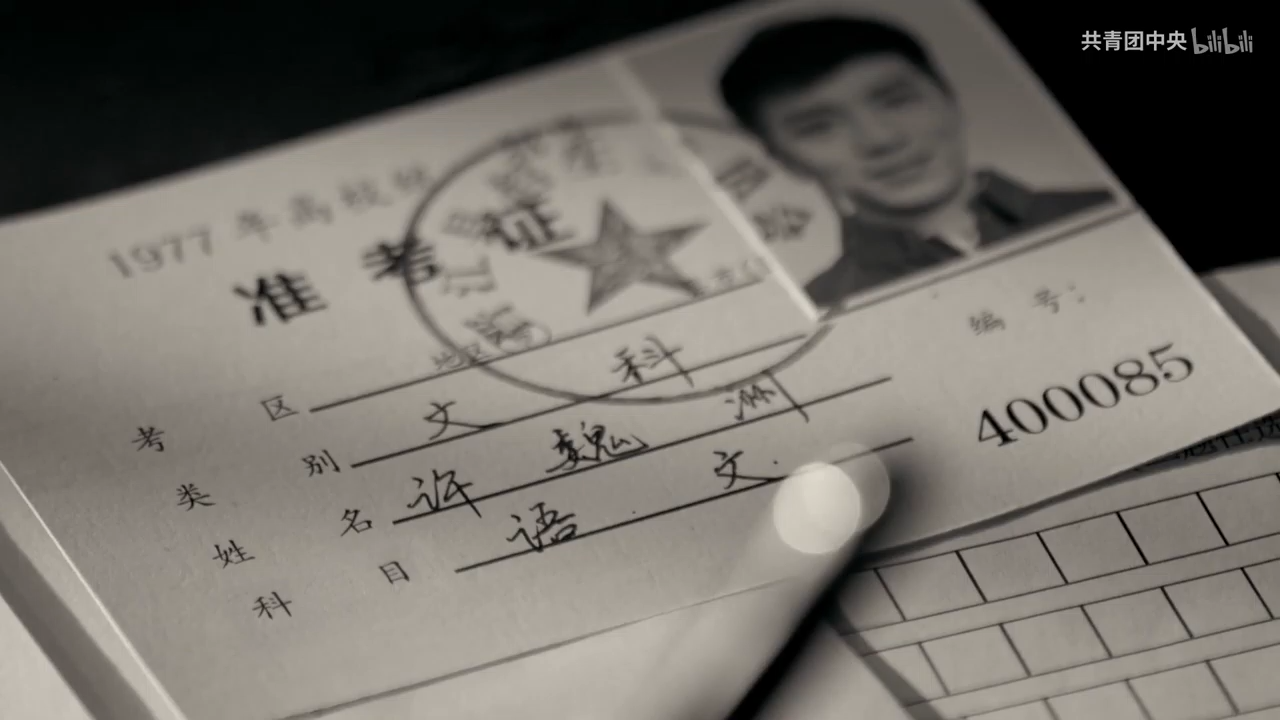 共青团中央 bilibili
1977年高校招
准考证
考区
类别 文科
姓名 许魏洲
科目 语文
编号:
400085